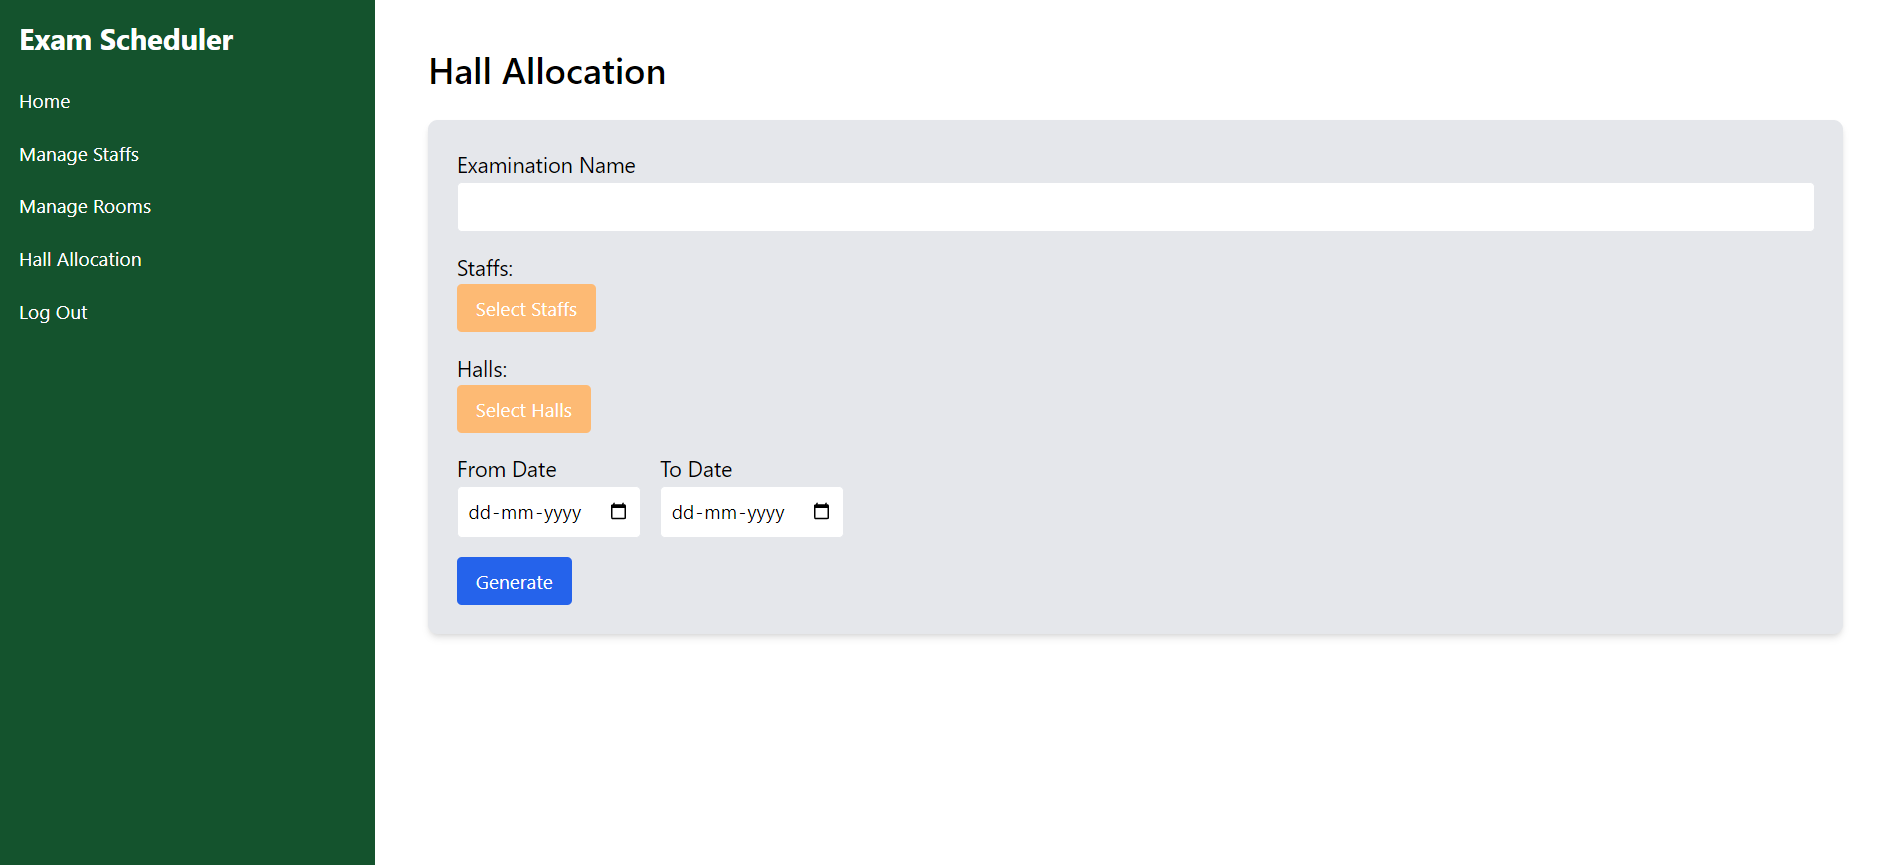 Exam Scheduler
Home
Manage Staffs
Manage Rooms
Hall Allocation
Log Out
Hall Allocation
Examination Name
Staffs:
Select Staffs
Halls:
Select Halls
From Date To Date
dd-mm-yyyy dd-mm-yyyy
Generate